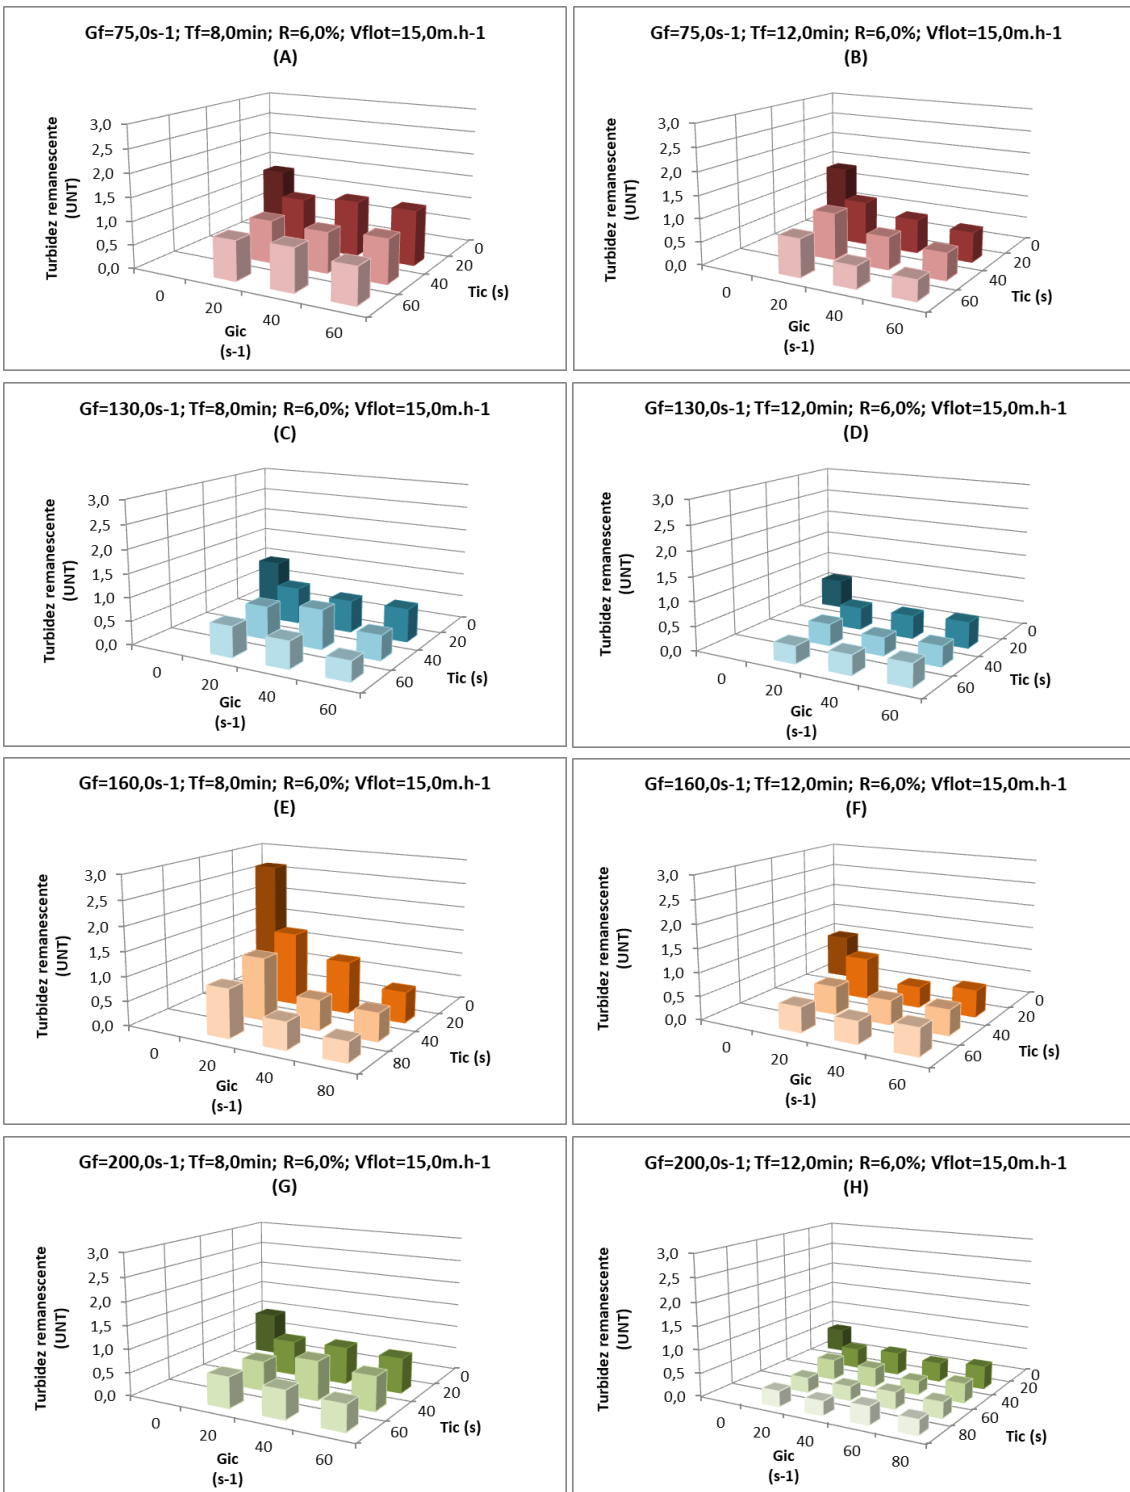 Gf=75,0s-1; Tf=8,0min; R=6,0%; Vflot=15,0m.h-1
(A)
Turbidez remanescente
(UNT)
3,0
2,5
2,0
1,5
1,0
0,5
0,0
0
20
40
60
Gic
(s-1)
0
20
40
60
Tic (s)
Gf=75,0s-1; Tf=12,0min; R=6,0%; Vflot=15,0m.h-1
(B)
Turbidez remanescente
(UNT)
3,0
2,5
2,0
1,5
1,0
0,5
0,0
0
20
40
60
Gic
(s-1)
0
20
40
60
Tic (s)
Gf=130,0s-1; Tf=8,0min; R=6,0%; Vflot=15,0m.h-1
(C)
Turbidez remanescente
(UNT)
3,0
2,5
2,0
1,5
1,0
0,5
0,0
0
20
40
60
Gic
(s-1)
0
20
40
60
Tic (s)
Gf=130,0s-1; Tf=12,0min; R=6,0%; Vflot=15,0m.h-1
(D)
Turbidez remanescente
(UNT)
3,0
2,5
2,0
1,5
1,0
0,5
0,0
0
20
40
60
Gic
(s-1)
0
20
40
60
Tic (s)
Gf=160,0s-1; Tf=8,0min; R=6,0%; Vflot=15,0m.h-1
(E)
Turbidez remanescente
(UNT)
3,0
2,5
2,0
1,5
1,0
0,5
0,0
0
20
40
80
Gic
(s-1)
0
20
40
80
Tic (s)
Gf=160,0s-1; Tf=12,0min; R=6,0%; Vflot=15,0m.h-1
(F)
Turbidez remanescente
(UNT)
3,0
2,5
2,0
1,5
1,0
0,5
0,0
0
20
40
60
Gic
(s-1)
0
20
40
60
Tic (s)
Gf=200,0s-1; Tf=8,0min; R=6,0%; Vflot=15,0m.h-1
(G)
Turbidez remanescente
(UNT)
3,0
2,5
2,0
1,5
1,0
0,5
0,0
0
20
40
60
Gic
(s-1)
0
20
40
60
Tic (s)
Gf=200,0s-1; Tf=12,0min; R=6,0%; Vflot=15,0m.h-1
(H)
Turbidez remanescente
(UNT)
3,0
2,5
2,0
1,5
1,0
0,5
0,0
0
20
40
60
80
Gic
(s-1)
0
20
40
60
80
Tic (s)